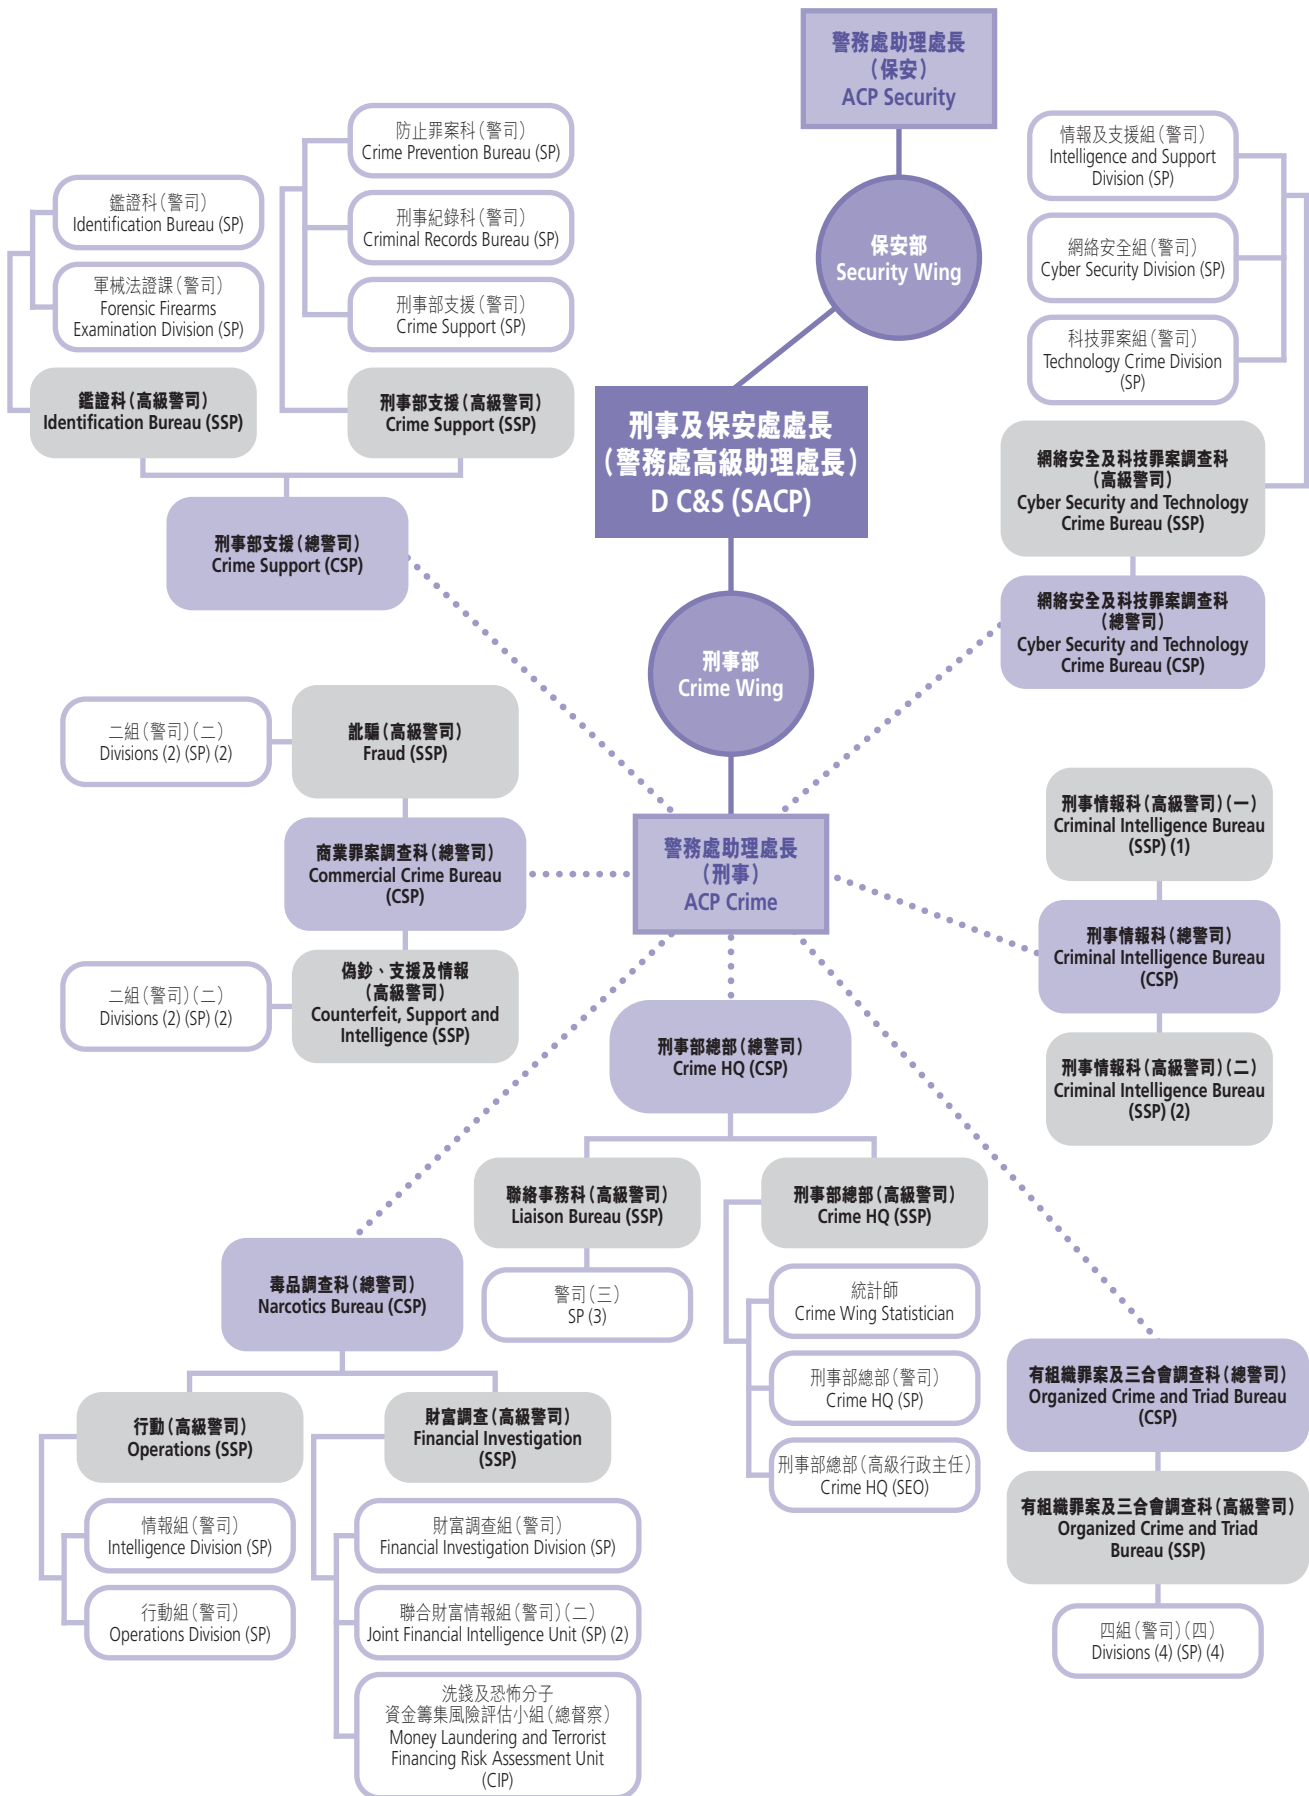 警務處助理處長
（保安）
ACP Security
保安部
Security Wing
刑事及保安處處長
（警務處高級助理處長）
D C&S (SACP)
刑事部
Crime Wing
警務處助理處長
（刑事）
ACP Crime
防止罪案科（警司）
Crime Prevention Bureau (SP)
刑事紀錄科（警司）
Criminal Records Bureau (SP)
刑事部支援（警司）
Crime Support (SP)
鑑證科（警司）
Identification Bureau (SP)
軍械法證課（警司）
Forensic Firearms
Examination Division (SP)
鑑證科（高級警司）
Identification Bureau (SSP)
刑事部支援（高級警司）
Crime Support (SSP)
刑事部支援（總警司）
Crime Support (CSP)
情報及支援組（警司）
Intelligence and Support
Division (SP)
網絡安全組（警司）
Cyber Security Division (SP)
科技罪案組（警司）
Technology Crime Division
(SP)
網絡安全及科技罪案調查科
（高級警司）
Cyber Security and Technology
Crime Bureau (SSP)
網絡安全及科技罪案調查科
（總警司）
Cyber Security and Technology
Crime Bureau (CSP)
二組（警司）（二）
Divisions (2) (SP) (2)
訛騙（高級警司）
Fraud (SSP)
商業罪案調查科（總警司）
Commercial Crime Bureau
(CSP)
二組（警司）（二）
Divisions (2) (SP) (2)
偽鈔、支援及情報
（高級警司）
Counterfeit, Support and
Intelligence (SSP)
刑事情報科（高級警司）（一）
Criminal Intelligence Bureau
(SSP) (1)
刑事情報科（總警司）
Criminal Intelligence Bureau
(CSP)
刑事情報科（高級警司）（二）
Criminal Intelligence Bureau
(SSP) (2)
刑事部總部（總警司）
Crime HQ (CSP)
聯絡事務科（高級警司）
Liaison Bureau (SSP)
警司（三）
SP (3)
刑事部總部（高級警司）
Crime HQ (SSP)
統計師
Crime Wing Statistician
刑事部總部（警司）
Crime HQ (SP)
刑事部總部（高級行政主任）
Crime HQ (SEO)
毒品調查科（總警司）
Narcotics Bureau (CSP)
行動（高級警司）
Operations (SSP)
情報組（警司）
Intelligence Division (SP)
行動組（警司）
Operations Division (SP)
財富調查（高級警司）
Financial Investigation
(SSP)
財富調查組（警司）
Financial Investigation Division (SP)
聯合財富情報組（警司）（二）
Joint Financial Intelligence Unit (SP) (2)
洗錢及恐怖分子
資金籌集風險評估小組（總督察）
Money Laundering and Terrorist
Financing Risk Assessment Unit
(CIP)
有組織罪案及三合會調查科（總警司）
Organized Crime and Triad Bureau
(CSP)
有組織罪案及三合會調查科（高級警司）
Organized Crime and Triad
Bureau (SSP)
四組（警司）（四）
Divisions (4) (SP) (4)